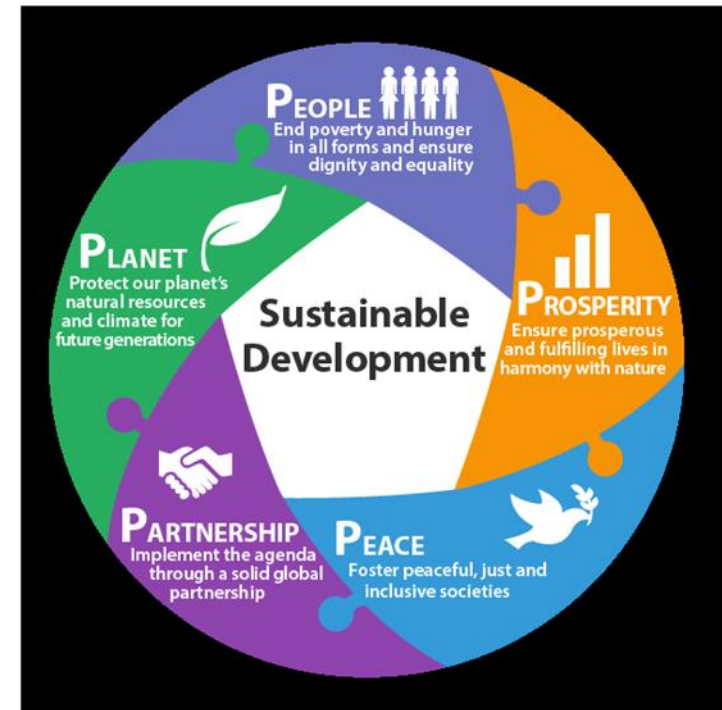 PEOPLE
End poverty and hunger
in all forms and ensure
dignity and equality
PROSPERITY
Ensure prosperous
and fulfilling lives in
harmony with nature
PEACE
Foster peaceful, just and
inclusive societies
PARTNERSHIP
Implement the agenda
through a solid global
partnership
PLANET
Protect our planet's
natural resources
and climate for
future generations
Sustainable
Development